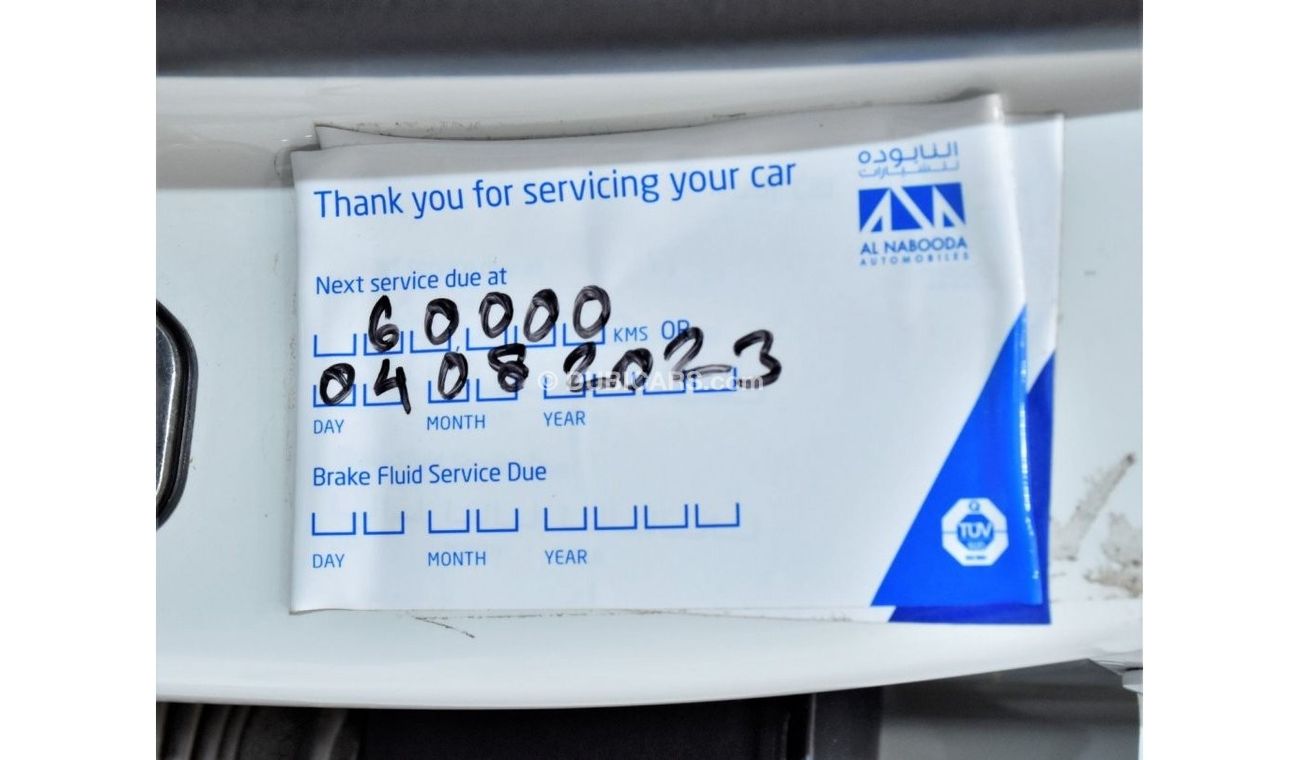 Thank you for servicing your car
النابوده
للسيارات
AL NABOODA
AUTOMOBILES
Next service due at
60000 KMS OR
04 08 2023
DAY MONTH YEAR
© DUBICARS.com
Brake Fluid Service Due
DAY MONTH YEAR
TÜV